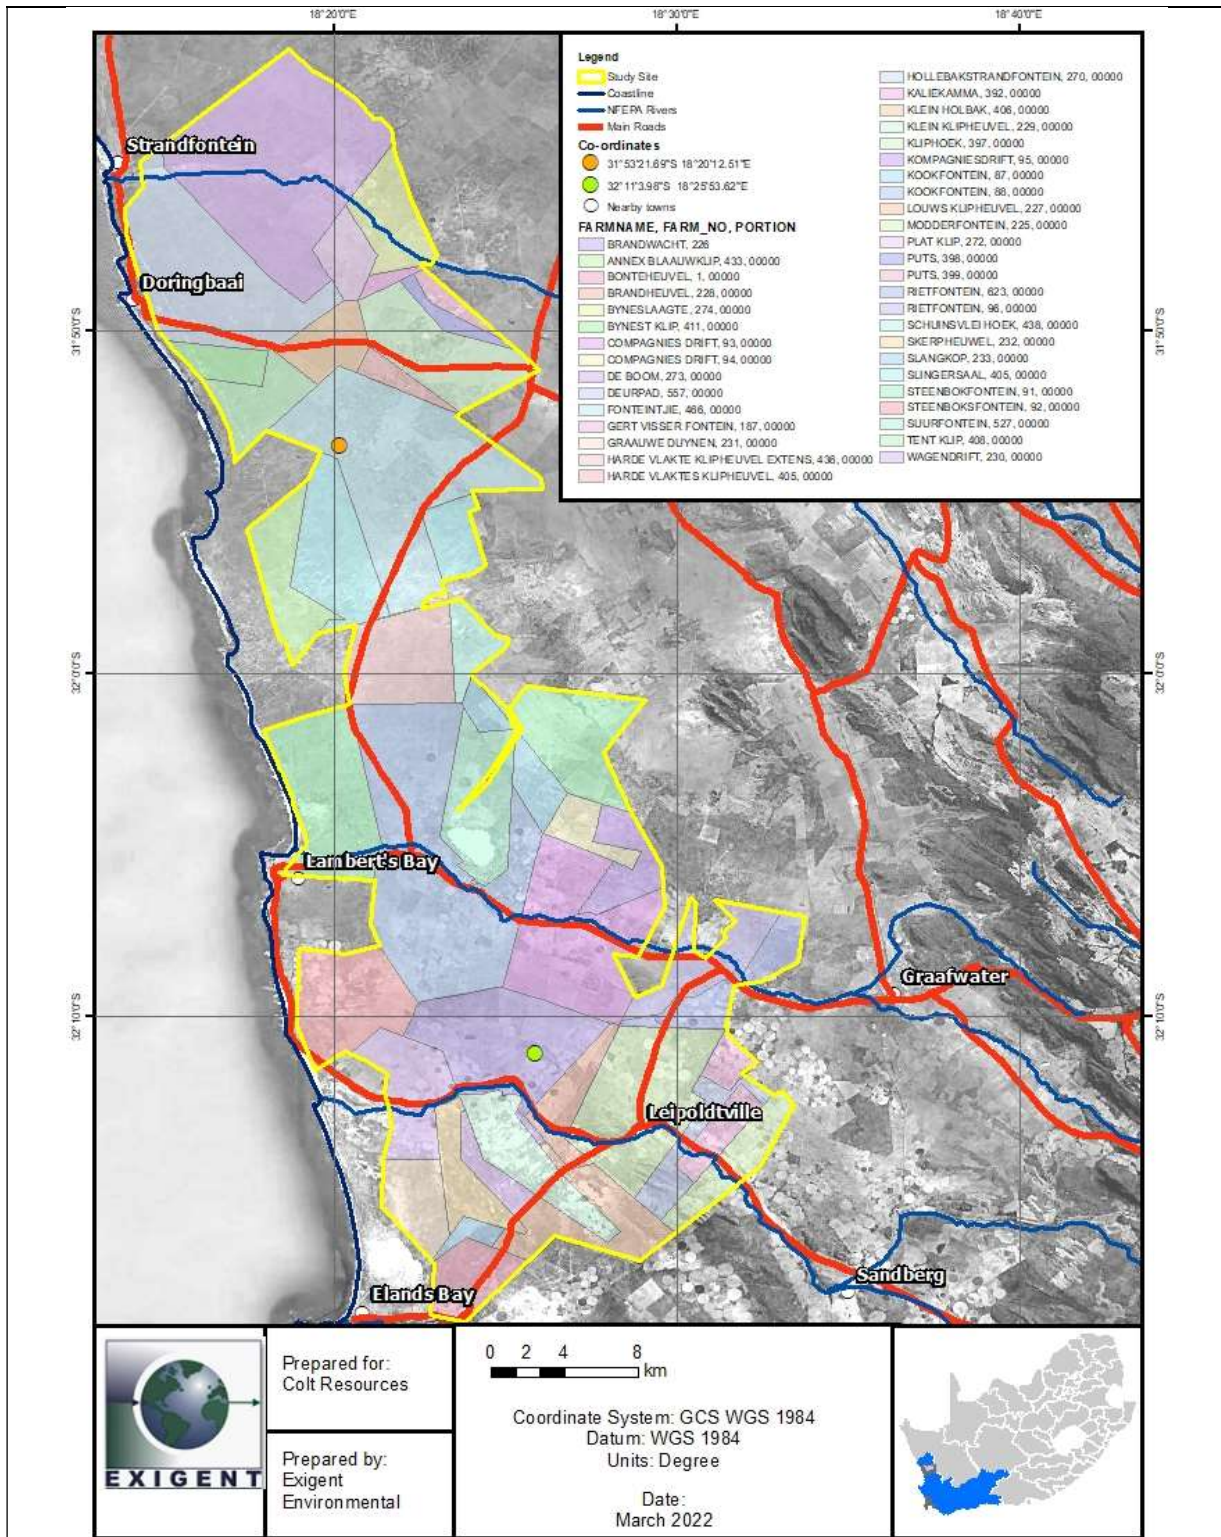 18°20'0"E
18°30'0"E
18°40'0"E
Legend
Study Site
Coastline
NFEPA Rivers
Main Roads
Co-ordinates
31°53'21.69"S 18°20'12.51"E
32°11'3.98"S 18°25'53.62"E
Nearby towns
FARMNAME, FARM_NO, PORTION
BRANDWACHT, 226
ANNEX BLAAUWKLIP, 433, 00000
BONTEHEUVEL, 1, 00000
BRANDHEUVEL, 228, 00000
BYNESLAAGTE, 274, 00000
BYNEST KLIP, 411, 00000
COMPAGNIES DRIFT, 93, 00000
COMPAGNIES DRIFT, 94, 00000
DE BOOM, 273, 00000
DEURPAD, 557, 00000
FONTEINTJIE, 466, 00000
GERT VISSER FONTEIN, 187, 00000
GRAAUWE DUYNEN, 231, 00000
HARDE VLAKTE KLIPHEUVEL EXTENS, 436, 00000
HARDE VLAKTES KLIPHEUVEL, 405, 00000
HOLLEBAKSTRANDFONTEIN, 270, 00000
KALIEKAMMA, 392, 00000
KLEIN HOLBAK, 406, 00000
KLEIN KLIPHEUVEL, 229, 00000
KLIPHOEK, 397, 00000
KOMPAGNIESDRIFT, 95, 00000
KOOKFONTEIN, 87, 00000
KOOKFONTEIN, 88, 00000
LOUWS KLIPHEUVEL, 227, 00000
MODDERFONTEIN, 225, 00000
PLAT KLIP, 272, 00000
PUTS, 398, 00000
PUTS, 399, 00000
RIETFONTEIN, 623, 00000
RIETFONTEIN, 96, 00000
SCHUINSVLEI HOEK, 438, 00000
SKERPHEUWEL, 232, 00000
SLANGKOP, 233, 00000
SLINGERSAAL, 405, 00000
STEENBOKFONTEIN, 91, 00000
STEENBOKSFONTEIN, 92, 00000
SUURFONTEIN, 527, 00000
TENT KLIP, 408, 00000
WAGENDRIFT, 230, 00000
Strandfontein
Doringbaai
31°50'0"S
31°50'0"S
32°0'0"S
32°0'0"S
Lambert's Bay
Graafwater
32°10'0"S
32°10'0"S
Leipoldtville
Sandberg
Elands Bay
EXIGENT
Prepared for:
Colt Resources
Prepared by:
Exigent
Environmental
0 2 4 8
km
Coordinate System: GCS WGS 1984
Datum: WGS 1984
Units: Degree
Date:
March 2022